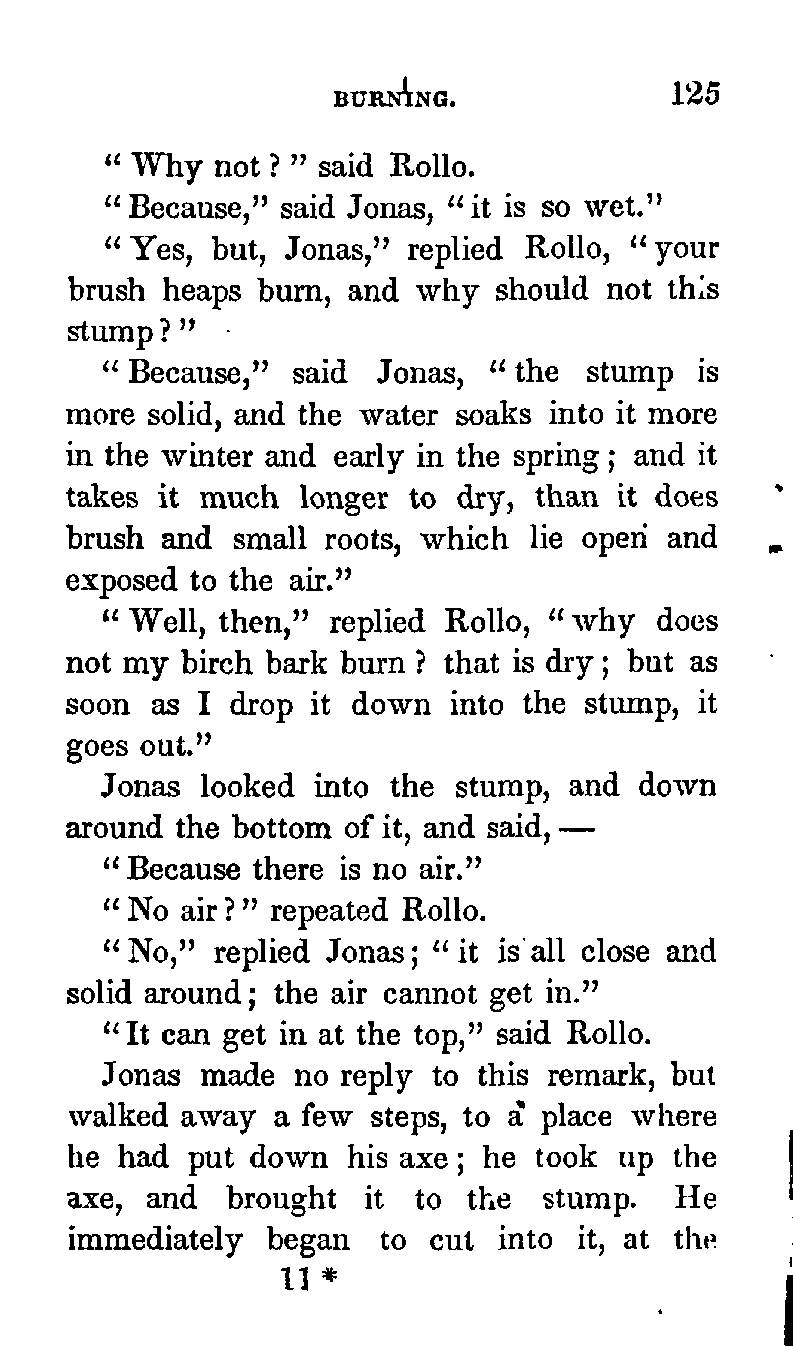 BURNING. 125
“ Why not ? ” said Rollo.
“ Because,” said Jonas, “ it is so wet.”
“ Yes, but, Jonas,” replied Rollo, “ your
brush heaps burn, and why should not this
stump ? ”
“ Because,” said Jonas, “ the stump is
more solid, and the water soaks into it more
in the winter and early in the spring ; and it
takes it much longer to dry, than it does
brush and small roots, which lie open and
exposed to the air.”
“ Well, then,” replied Rollo, “ why does
not my birch bark burn ? that is dry ; but as
soon as I drop it down into the stump, it
goes out.”
Jonas looked into the stump, and down
around the bottom of it, and said, —
“ Because there is no air.”
“ No air ? ” repeated Rollo.
“ No,” replied Jonas ; “ it is all close and
solid around ; the air cannot get in.”
“ It can get in at the top,” said Rollo.
Jonas made no reply to this remark, but
walked away a few steps, to a place where
he had put down his axe ; he took up the
axe, and brought it to the stump. He
immediately began to cut into it, at the
11 *